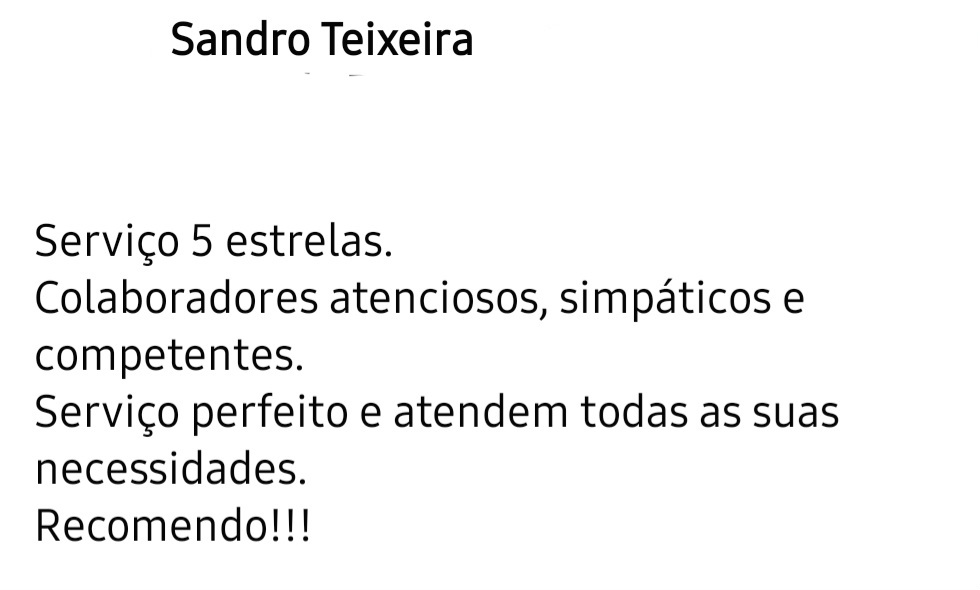 Sandro Teixeira
Serviço 5 estrelas.
Colaboradores atenciosos, simpáticos e
competentes.
Serviço perfeito e atendem todas as suas
necessidades.
Recomendo!!!